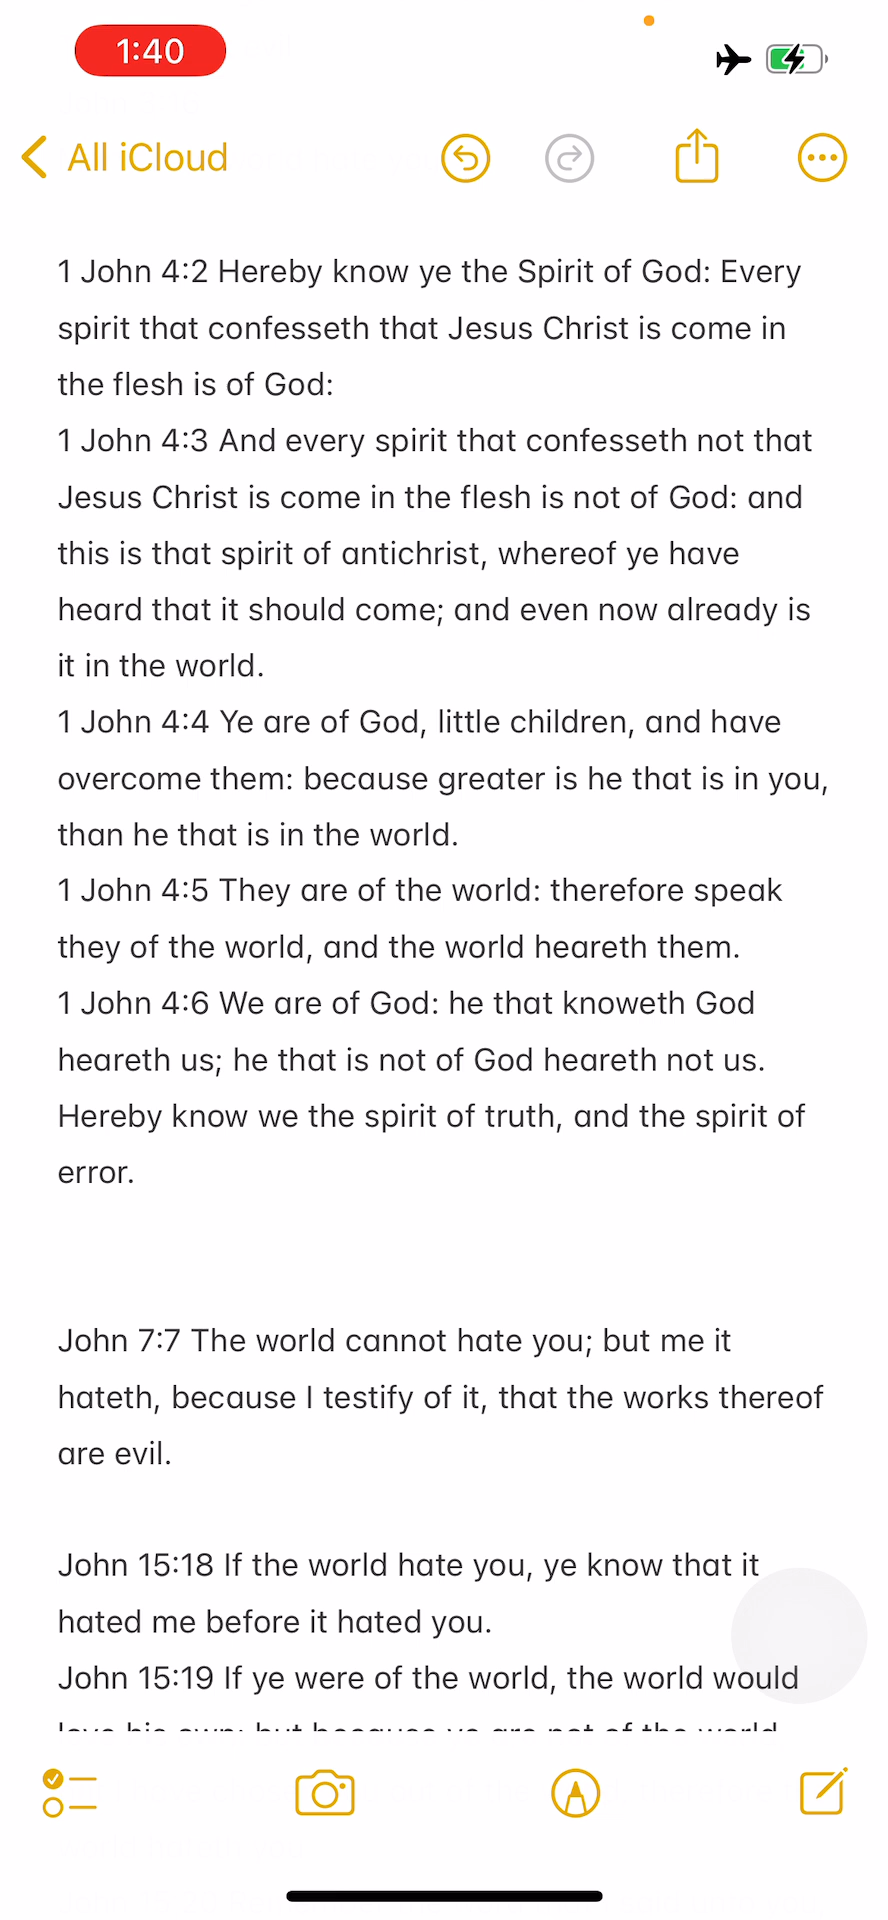 1:40
All iCloud
1 John 4:2 Hereby know ye the Spirit of God: Every
spirit that confesseth that Jesus Christ is come in
the flesh is of God:
1 John 4:3 And every spirit that confesseth not that
Jesus Christ is come in the flesh is not of God: and
this is that spirit of antichrist, whereof ye have
heard that it should come; and even now already is
it in the world.
1 John 4:4 Ye are of God, little children, and have
overcome them: because greater is he that is in you,
than he that is in the world.
1 John 4:5 They are of the world: therefore speak
they of the world, and the world heareth them.
1 John 4:6 We are of God: he that knoweth God
heareth us; he that is not of God heareth not us.
Hereby know we the spirit of truth, and the spirit of
error.
John 7:7 The world cannot hate you; but me it
hateth, because I testify of it, that the works thereof
are evil.
John 15:18 If the world hate you, ye know that it
hated me before it hated you.
John 15:19 If ye were of the world, the world would